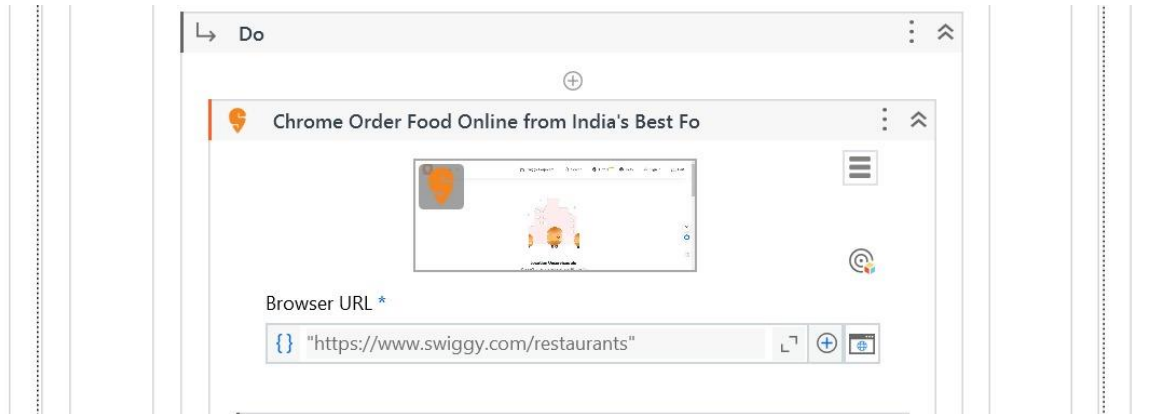 Do
Chrome Order Food Online from India's Best Fo
Browser URL *
{} "https://www.swiggy.com/restaurants"